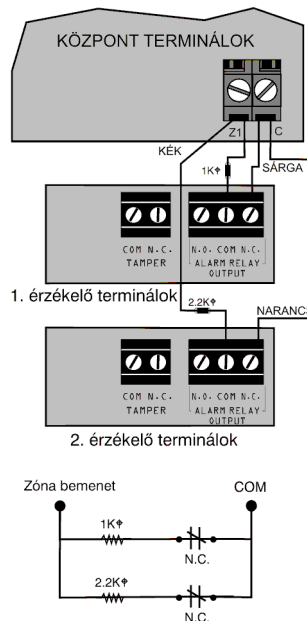 KÖZPONT TERMINÁLOK
Z1 C
KÉK
1K
SÁRGA
COM N.C. N.O. COM N.C.
TAMPER ALARM RELAY
OUTPUT
1. érzékelő terminálok
2.2K
NARANCS
COM N.C. N.O. COM N.C.
TAMPER ALARM RELAY
OUTPUT
2. érzékelő terminálok
Zóna bemenet COM
1K
N.C.
2.2K
N.C.